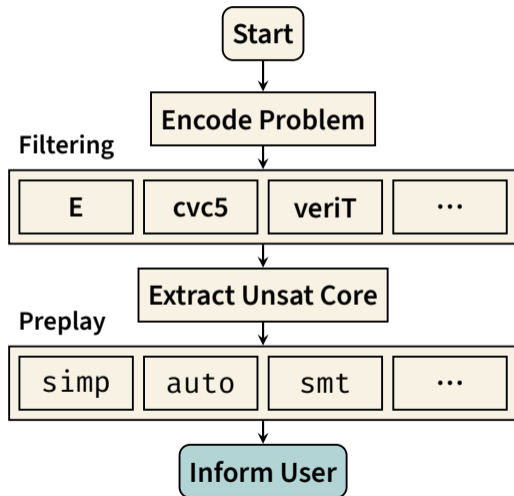 Start
Encode Problem
Filtering
E cvc5 veriT ···
Extract Unsat Core
Preplay
simp auto smt ···
Inform User